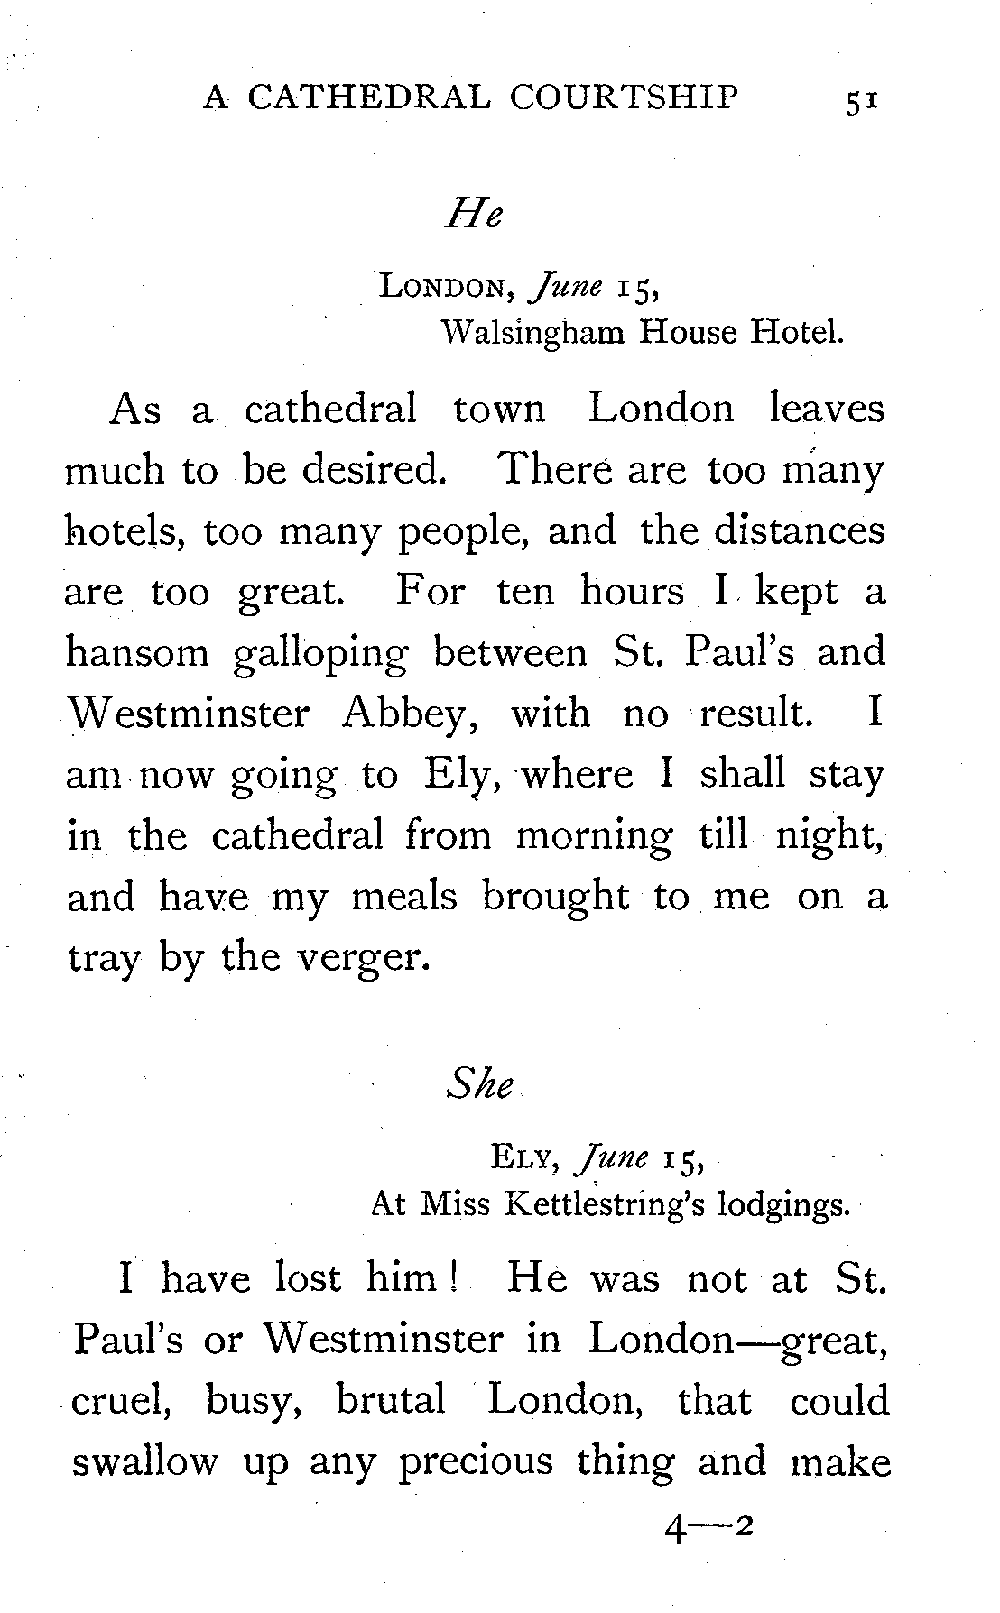 A CATHEDRAL COURTSHIP 51
He
LONDON, June 15,
Walsingham House Hotel.
As a cathedral town London leaves
much to be desired. There are too many
hotels, too many people, and the distances
are too great. For ten hours I kept a
hansom galloping between St. Paul's and
Westminster Abbey, with no result. I
am now going to Ely, where I shall stay
in the cathedral from morning till night,
and have my meals brought to me on a
tray by the verger.
She
ELY, June 15,
At Miss Kettlestring's lodgings.
I have lost him! He was not at St.
Paul's or Westminster in London—great,
cruel, busy, brutal London, that could
swallow up any precious thing and make
4—2